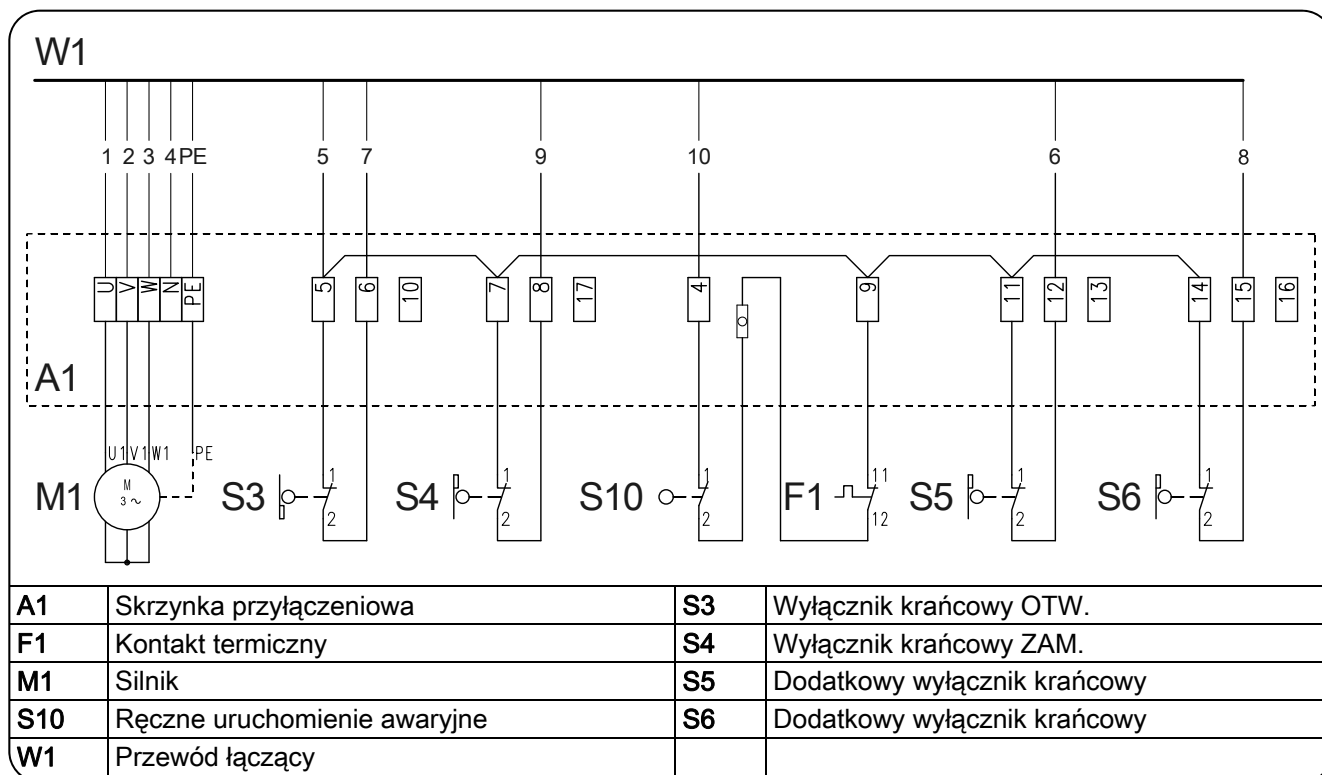 W1
1 2 3 4 PE 5 7 9 10 6 8
U V W N PE 5 6 10 7 8 17 4 9 11 12 13 14 15 16
A1
U1 V1 W1 PE
M1 M 3 ~ S3 1 2 S4 1 2 S10 1 2 F1 11 12 S5 1 2 S6 1 2
A1 Skrzynka przyłączeniowa S3 Wyłącznik krańcowy OTW.
F1 Kontakt termiczny S4 Wyłącznik krańcowy ZAM.
M1 Silnik S5 Dodatkowy wyłącznik krańcowy
S10 Ręczne uruchomienie awaryjne S6 Dodatkowy wyłącznik krańcowy
W1 Przewód łączący